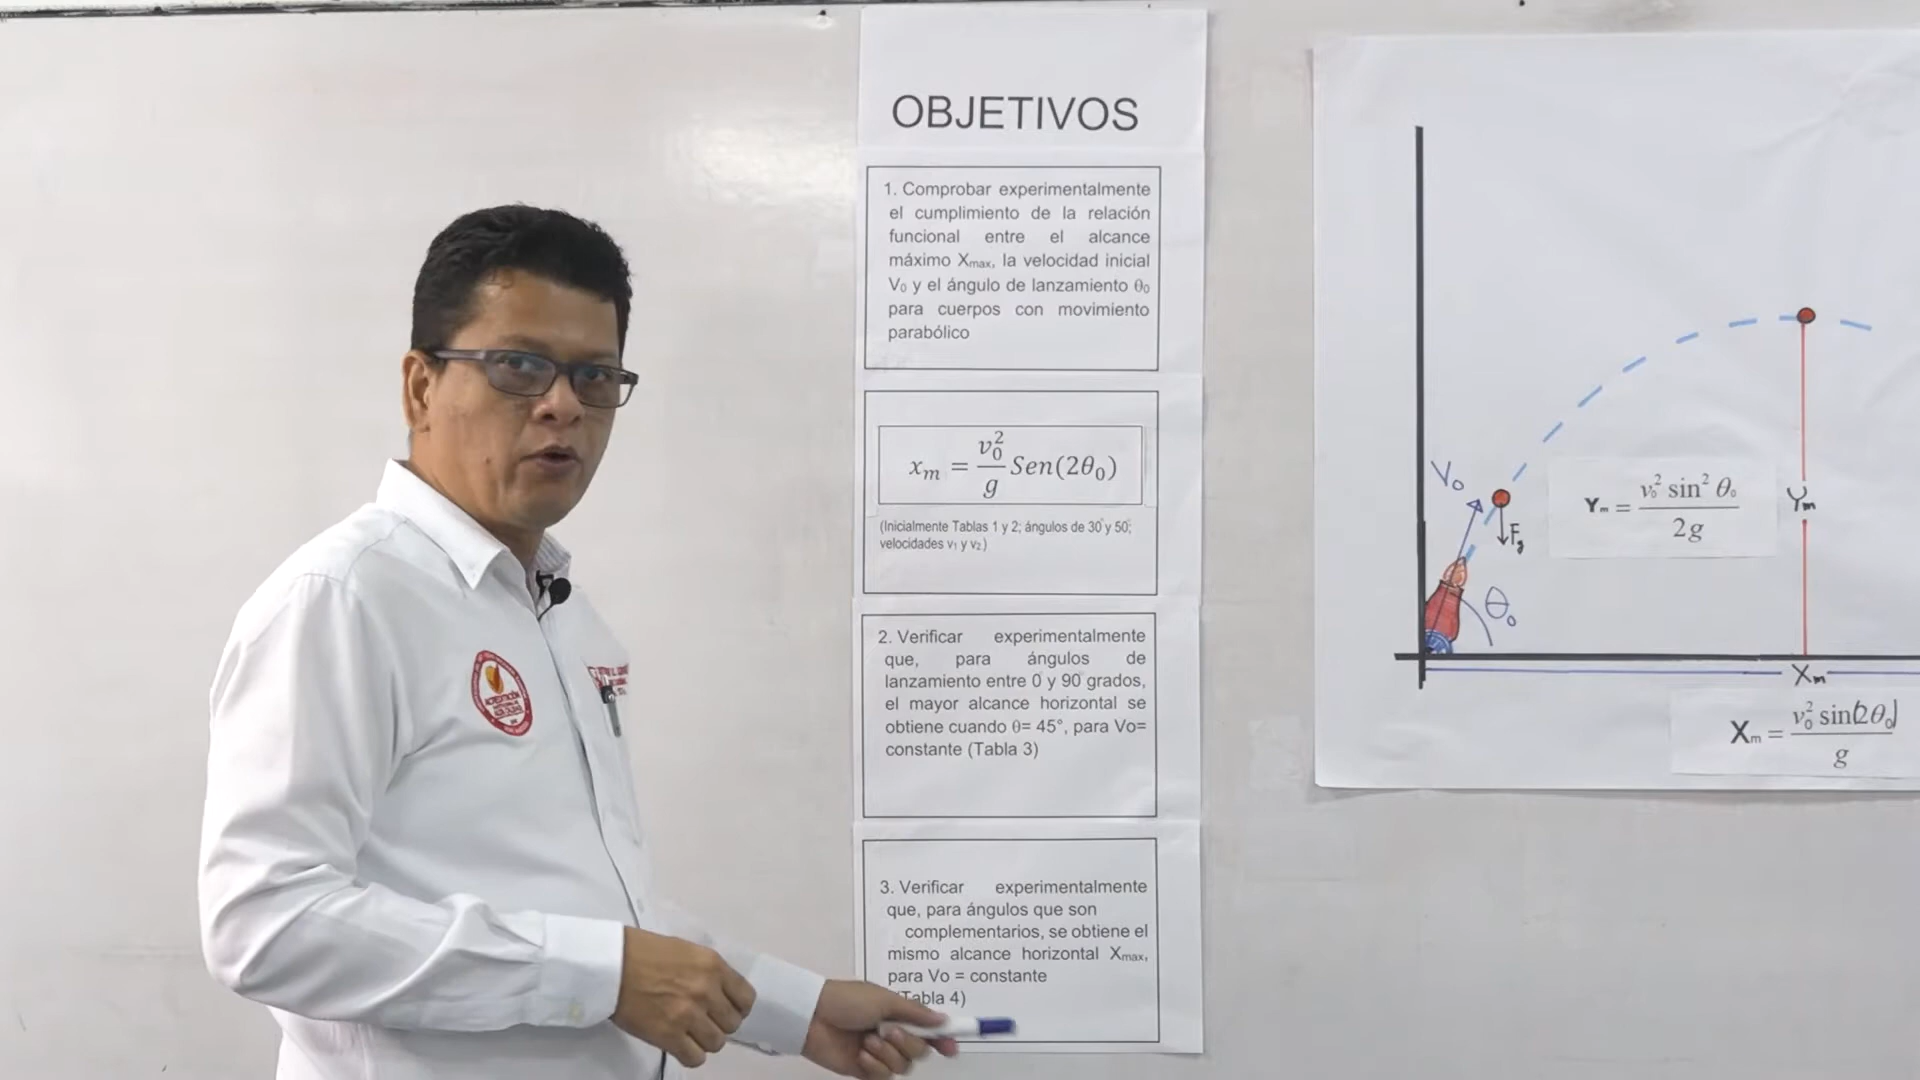 OBJETIVOS
1. Comprobar experimentalmente
el cumplimiento de la relación
funcional entre el alcance
máximo Xmax, la velocidad inicial
V₀ y el ángulo de lanzamiento θ₀
para cuerpos con movimiento
parabólico
xₘ = v₀²/g Sen(2θ₀)
(Inicialmente Tablas 1 y 2; ángulos de 30° y 50°;
velocidades v₁ y v₂)
2. Verificar experimentalmente
que, para ángulos de
lanzamiento entre 0 y 90 grados,
el mayor alcance horizontal se
obtiene cuando θ= 45°, para Vo=
constante (Tabla 3)
3. Verificar experimentalmente
que, para ángulos que son
complementarios, se obtiene el
mismo alcance horizontal Xmax,
para Vo = constante
(Tabla 4)
V₀
Fg
θ₀
Yₘ = v₀² sin² θ₀ / 2g
Yₘ
Xₘ
Xₘ = v₀² sin(2θ₀) / g
ACREDITACIÓN